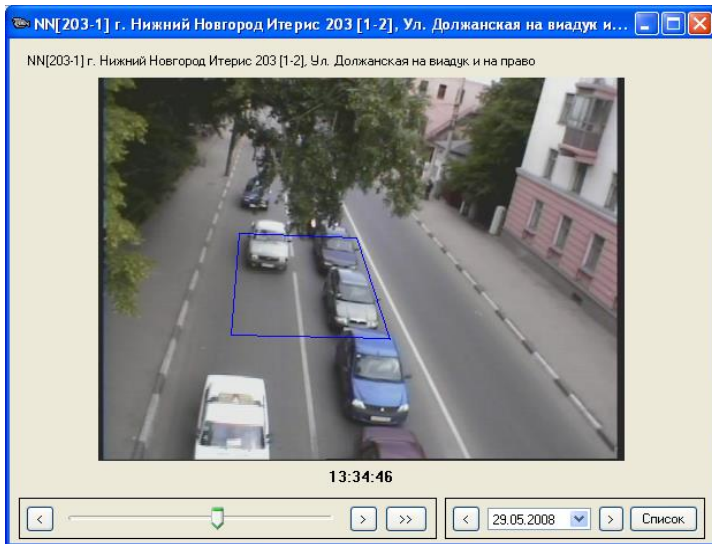 NN[203-1] г. Нижний Новгород Итерис 203 [1-2], Ул. Должанская на виадук и...
NN[203-1] г. Нижний Новгород Итерис 203 [1-2], Ул. Должанская на виадук и на право
13:34:46
< > >> < 29.05.2008 > Список